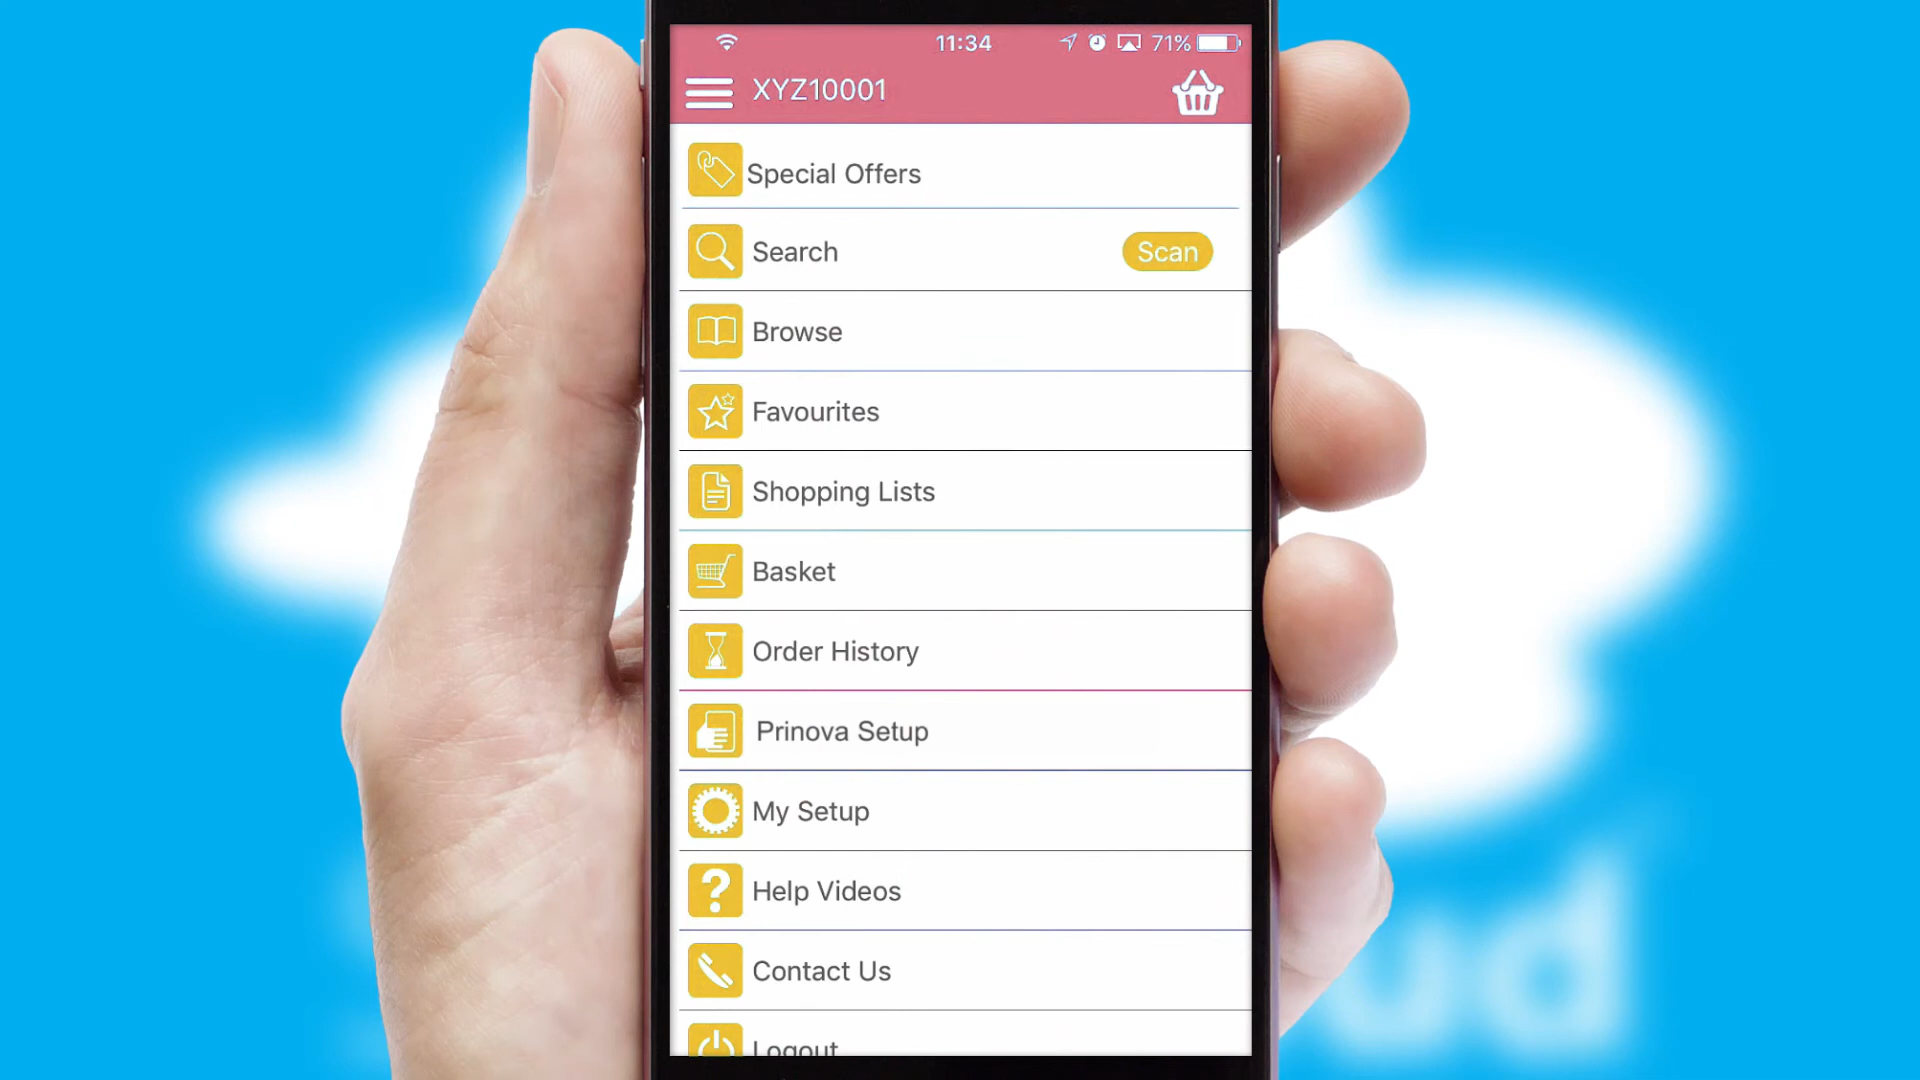 11:34 71%
XYZ10001
Special Offers
Search Scan
Browse
Favourites
Shopping Lists
Basket
Order History
Prinova Setup
My Setup
Help Videos
Contact Us
Logout
ud